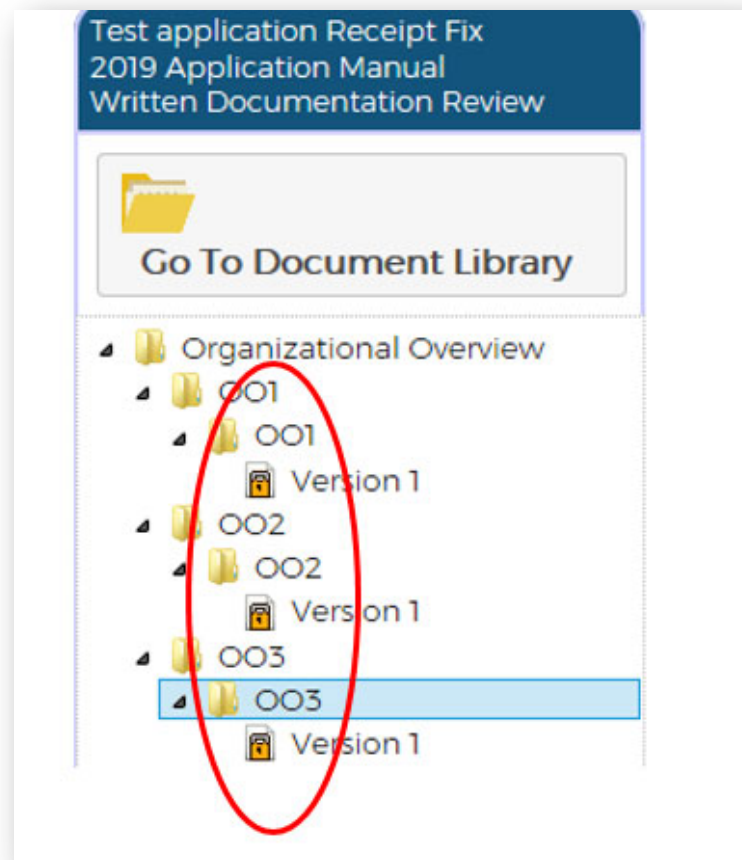 Test application Receipt Fix
2019 Application Manual
Written Documentation Review
Go To Document Library
Organizational Overview
OO1
OO1
Version 1
OO2
OO2
Version 1
OO3
OO3
Version 1